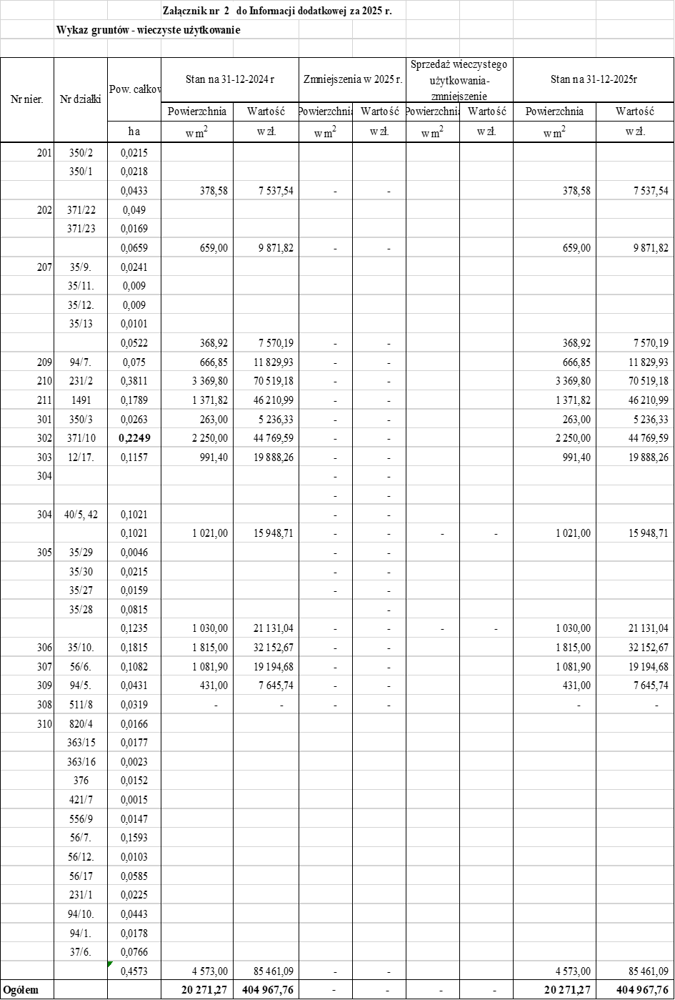 Załącznik nr 2 do Informacji dodatkowej za 2025 r.
Wykaz gruntów - wieczyste użytkowanie
Nr nier. Nr działki Pow. całkow Stan na 31-12-2024 r Zmniejszenia w 2025 r. Sprzedaż wieczystego użytkowania- zmniejszenie Stan na 31-12-2025r
Powierzchnia Wartość Powierzchni Wartość Powierzchni Wartość Powierzchnia Wartość
ha w m2 w zł. w m2 w zł. w m2 w zł. w m2 w zł.
201 350/2 0,0215
350/1 0,0218
0,0433 378,58 7 537,54 - - 378,58 7 537,54
202 371/22 0,049
371/23 0,0169
0,0659 659,00 9 871,82 - - 659,00 9 871,82
207 35/9. 0,0241
35/11. 0,009
35/12. 0,009
35/13 0,0101
0,0522 368,92 7 570,19 - - 368,92 7 570,19
209 94/7. 0,075 666,85 11 829,93 - - 666,85 11 829,93
210 231/2 0,3811 3 369,80 70 519,18 - - 3 369,80 70 519,18
211 1491 0,1789 1 371,82 46 210,99 - - 1 371,82 46 210,99
301 350/3 0,0263 263,00 5 236,33 - - 263,00 5 236,33
302 371/10 0,2249 2 250,00 44 769,59 - - 2 250,00 44 769,59
303 12/17. 0,1157 991,40 19 888,26 - - 991,40 19 888,26
304 - -
- -
304 40/5, 42 0,1021 - -
0,1021 1 021,00 15 948,71 - - - - 1 021,00 15 948,71
305 35/29 0,0046 - -
35/30 0,0215 - -
35/27 0,0159 - -
35/28 0,0815 -
0,1235 1 030,00 21 131,04 - - - - 1 030,00 21 131,04
306 35/10. 0,1815 1 815,00 32 152,67 - - 1 815,00 32 152,67
307 56/6. 0,1082 1 081,90 19 194,68 - - 1 081,90 19 194,68
309 94/5. 0,0431 431,00 7 645,74 - - 431,00 7 645,74
308 511/8 0,0319 - - - - - -
310 820/4 0,0166
363/15 0,0177
363/16 0,0023
376 0,0152
421/7 0,0015
556/9 0,0147
56/7. 0,1593
56/12. 0,0103
56/17 0,0585
231/1 0,0225
94/10. 0,0443
94/1. 0,0178
37/6. 0,0766
0,4573 4 573,00 85 461,09 - - 4 573,00 85 461,09
Ogółem 20 271,27 404 967,76 - - - - 20 271,27 404 967,76